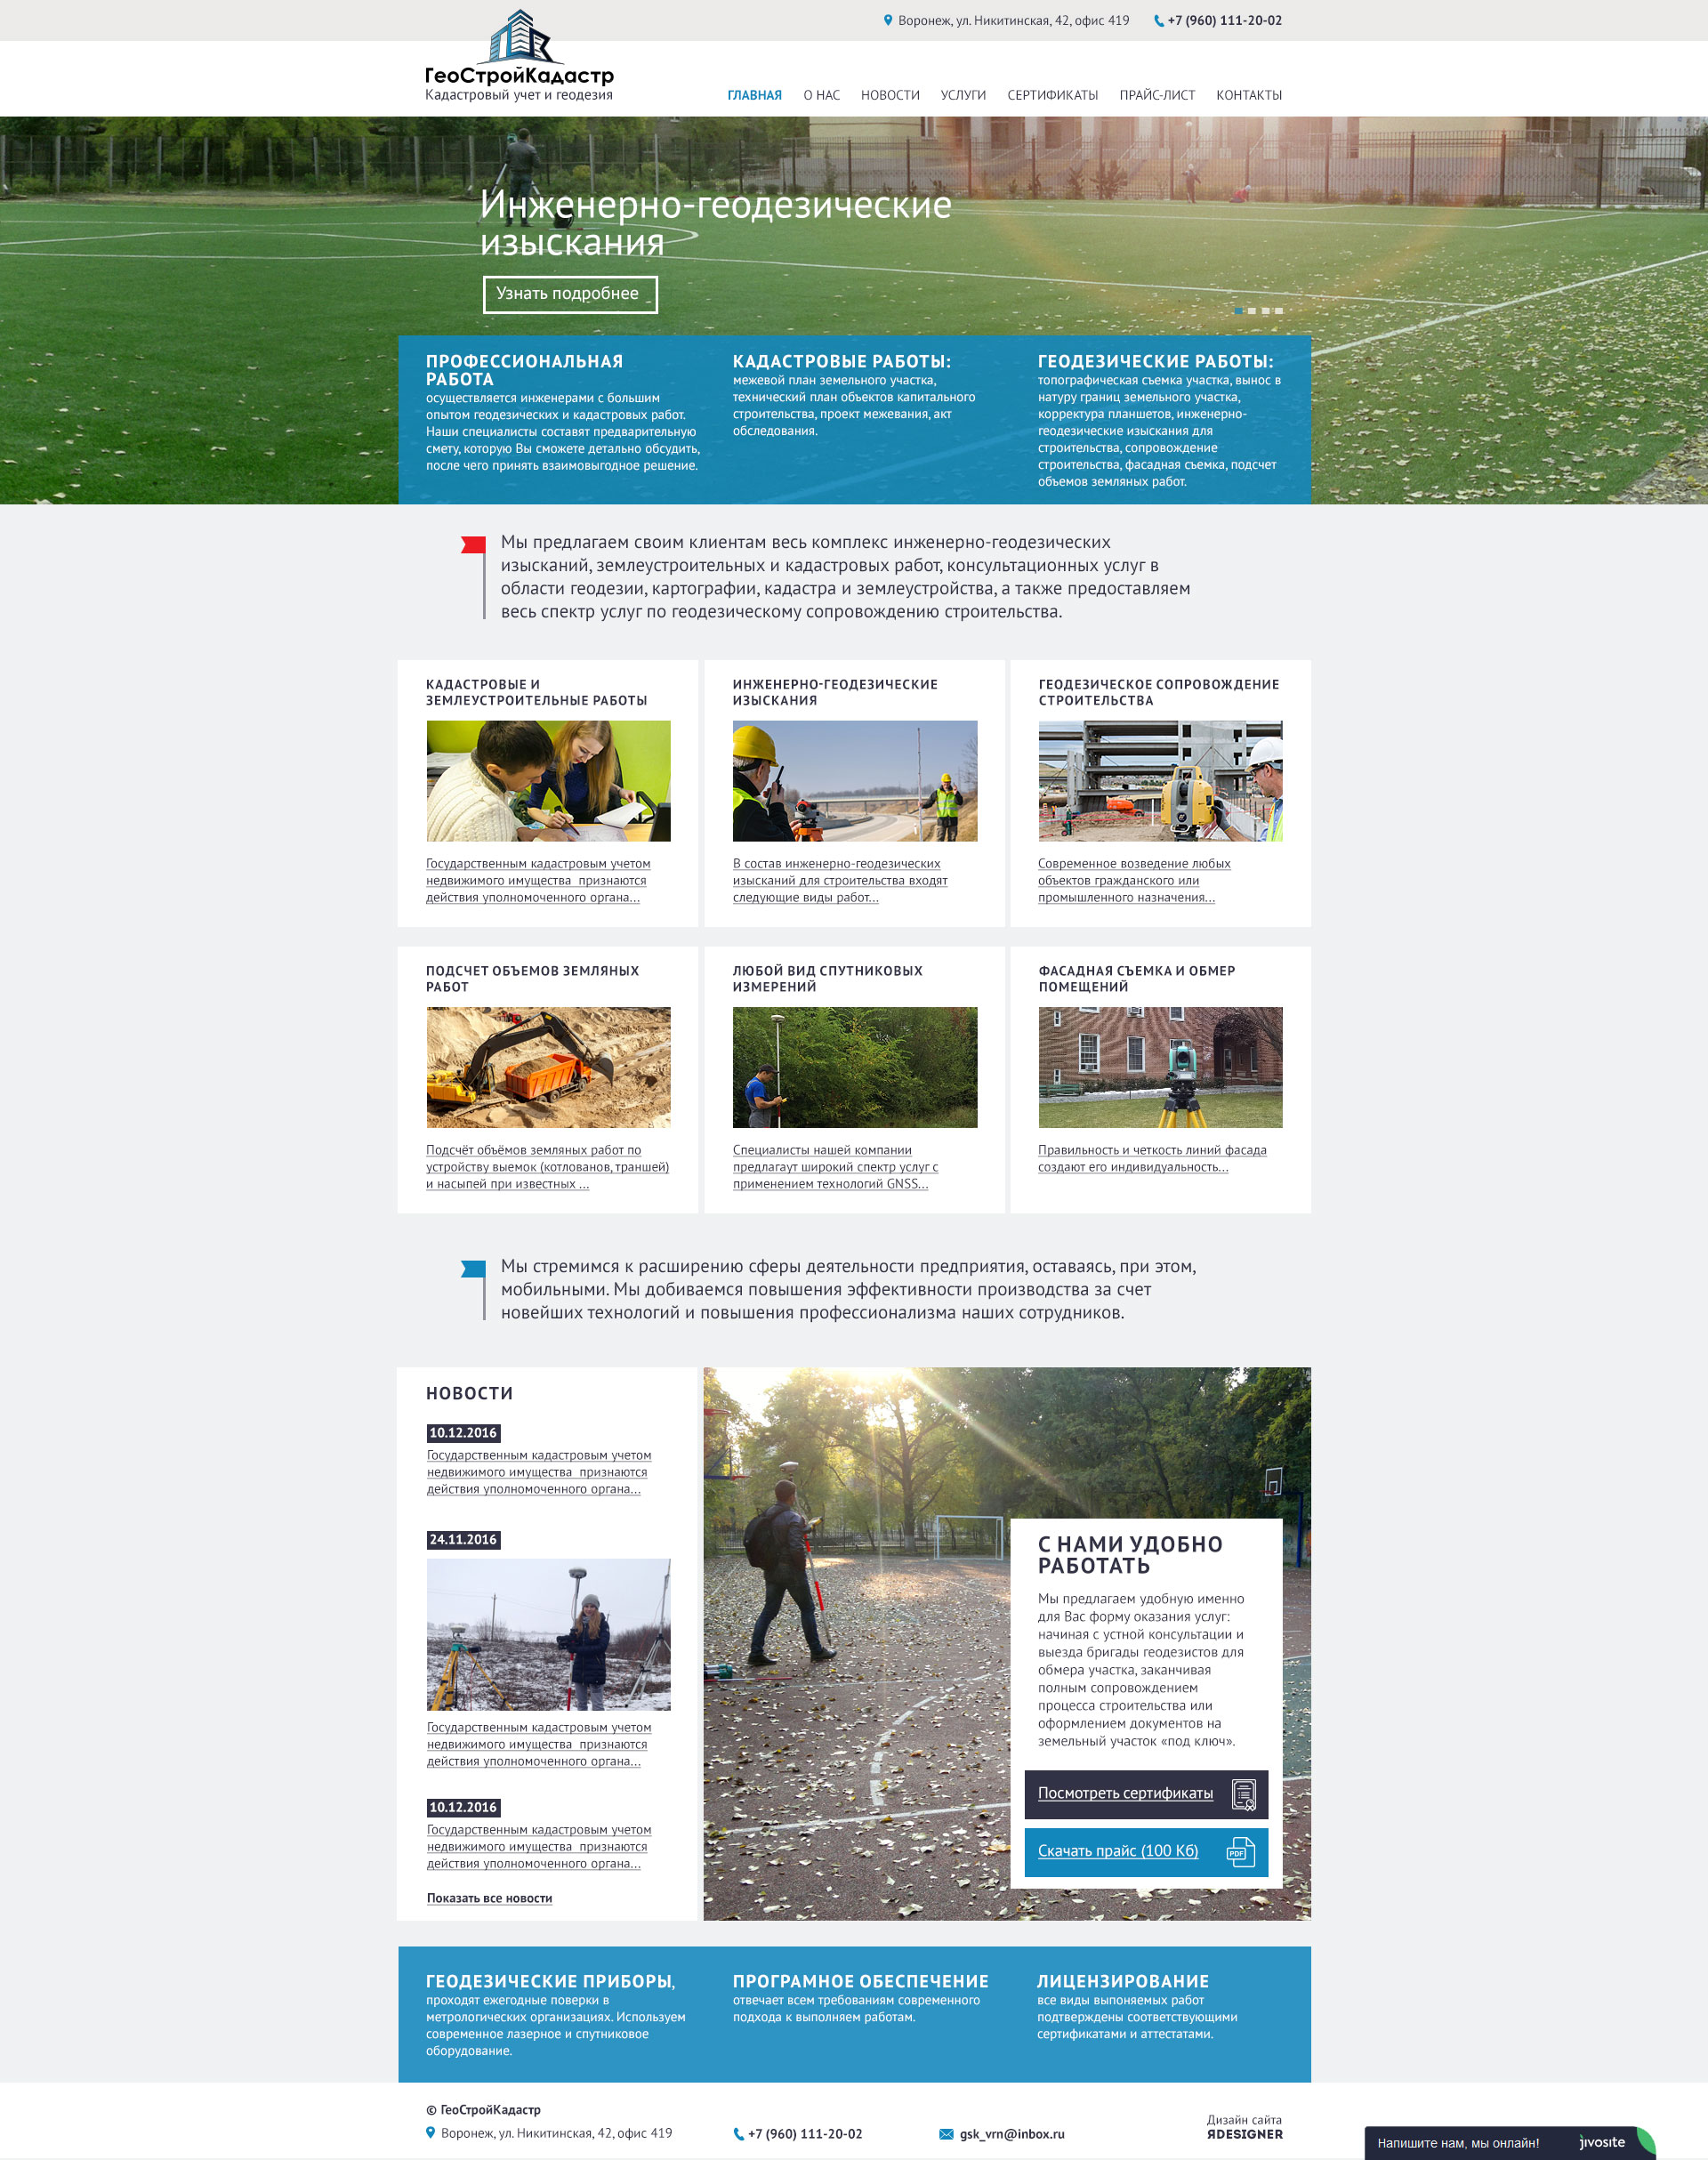 Воронеж, ул. Никитинская, 42, офис 419
+7 (960) 111-20-02
ГеоСтройКадастр
Кадастровый учет и геодезия
ГЛАВНАЯ О НАС НОВОСТИ УСЛУГИ СЕРТИФИКАТЫ ПРАЙС-ЛИСТ КОНТАКТЫ
Инженерно-геодезические
изыскания
Узнать подробнее
ПРОФЕССИОНАЛЬНАЯ
РАБОТА
осуществляется инженерами с большим
опытом геодезических и кадастровых работ.
Наши специалисты составят предварительную
смету, которую Вы сможете детально обсудить,
после чего принять взаимовыгодное решение.
КАДАСТРОВЫЕ РАБОТЫ:
межевой план земельного участка,
технический план объектов капитального
строительства, проект межевания, акт
обследования.
ГЕОДЕЗИЧЕСКИЕ РАБОТЫ:
топографическая съемка участка, вынос в
натуру границ земельного участка,
корректура планшетов, инженерно-
геодезические изыскания для
строительства, сопровождение
строительства, фасадная съемка, подсчет
объемов земляных работ.
Мы предлагаем своим клиентам весь комплекс инженерно-геодезических
изысканий, землеустроительных и кадастровых работ, консультационных услуг в
области геодезии, картографии, кадастра и землеустройства, а также предоставляем
весь спектр услуг по геодезическому сопровождению строительства.
КАДАСТРОВЫЕ И
ЗЕМЛЕУСТРОИТЕЛЬНЫЕ РАБОТЫ
Государственным кадастровым учетом
недвижимого имущества признаются
действия уполномоченного органа...
ИНЖЕНЕРНО-ГЕОДЕЗИЧЕСКИЕ
ИЗЫСКАНИЯ
В состав инженерно-геодезических
изысканий для строительства входят
следующие виды работ...
ГЕОДЕЗИЧЕСКОЕ СОПРОВОЖДЕНИЕ
СТРОИТЕЛЬСТВА
Современное возведение любых
объектов гражданского или
промышленного назначения...
ПОДСЧЕТ ОБЪЕМОВ ЗЕМЛЯНЫХ
РАБОТ
Подсчёт объёмов земляных работ по
устройству выемок (котлованов, траншей)
и насыпей при известных ...
ЛЮБОЙ ВИД СПУТНИКОВЫХ
ИЗМЕРЕНИЙ
Специалисты нашей компании
предлагаут широкий спектр услуг с
применением технологий GNSS...
ФАСАДНАЯ СЪЕМКА И ОБМЕР
ПОМЕЩЕНИЙ
Правильность и четкость линий фасада
создают его индивидуальность...
Мы стремимся к расширению сферы деятельности предприятия, оставаясь, при этом,
мобильными. Мы добиваемся повышения эффективности производства за счет
новейших технологий и повышения профессионализма наших сотрудников.
НОВОСТИ
10.12.2016
Государственным кадастровым учетом
недвижимого имущества признаются
действия уполномоченного органа...
24.11.2016
Государственным кадастровым учетом
недвижимого имущества признаются
действия уполномоченного органа...
10.12.2016
Государственным кадастровым учетом
недвижимого имущества признаются
действия уполномоченного органа...
Показать все новости
С НАМИ УДОБНО
РАБОТАТЬ
Мы предлагаем удобную именно
для Вас форму оказания услуг:
начиная с устной консультации и
выезда бригады геодезистов для
обмера участка, заканчивая
полным сопровождением
процесса строительства или
оформлением документов на
земельный участок «под ключ».
Посмотреть сертификаты
Скачать прайс (100 Кб)
PDF
ГЕОДЕЗИЧЕСКИЕ ПРИБОРЫ,
проходят ежегодные поверки в
метрологических организациях. Используем
современное лазерное и спутниковое
оборудование.
ПРОГРАМНОЕ ОБЕСПЕЧЕНИЕ
отвечает всем требованиям современного
подхода к выполняем работам.
ЛИЦЕНЗИРОВАНИЕ
все виды выпоняемых работ
подтверждены соответствующими
сертификатами и аттестатами.
© ГеоСтройКадастр
Воронеж, ул. Никитинская, 42, офис 419
+7 (960) 111-20-02
gsk_vrn@inbox.ru
Дизайн сайта
ЯDESIGNER
Напишите нам, мы онлайн!
jivosite